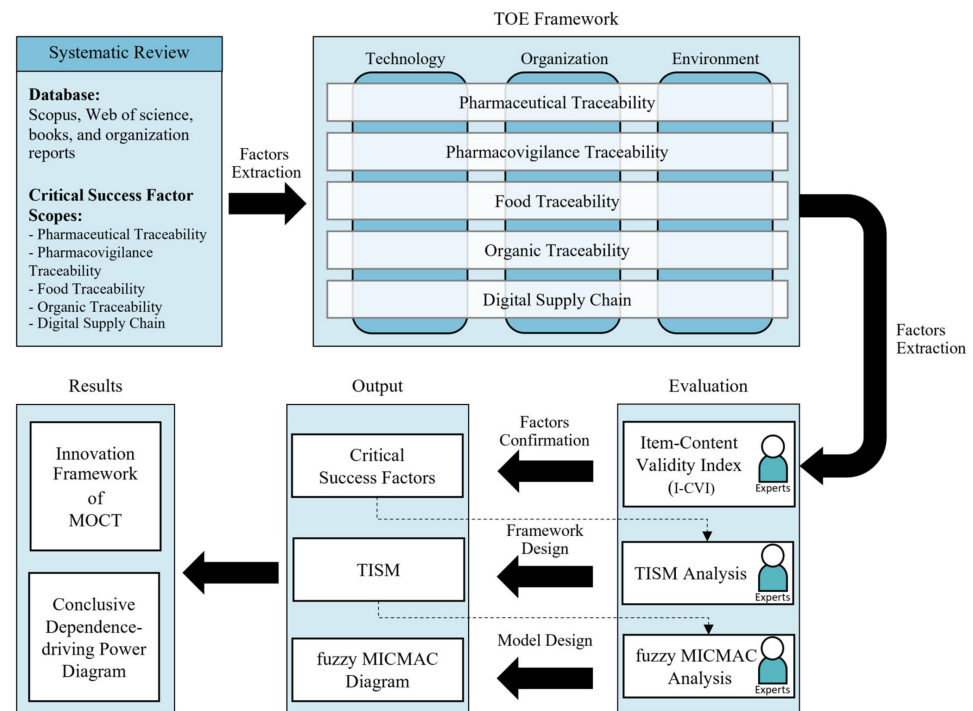 Systematic Review
Database:
Scopus, Web of science,
books, and organization
reports
Critical Success Factor
Scopes:
- Pharmaceutical Traceability
- Pharmacovigilance
Traceability
- Food Traceability
- Organic Traceability
- Digital Supply Chain
Factors
Extraction
TOE Framework
Technology
Organization
Environment
Pharmaceutical Traceability
Pharmacovigilance Traceability
Food Traceability
Organic Traceability
Digital Supply Chain
Factors
Extraction
Results
Innovation
Framework
of
MOCT
Conclusive
Dependence-
driving Power
Diagram
Output
Critical
Success Factors
TISM
fuzzy MICMAC
Diagram
Factors
Confirmation
Framework
Design
Model Design
Evaluation
Item-Content
Validity Index
(I-CVI)
Experts
TISM Analysis
Experts
fuzzy MICMAC
Analysis
Experts